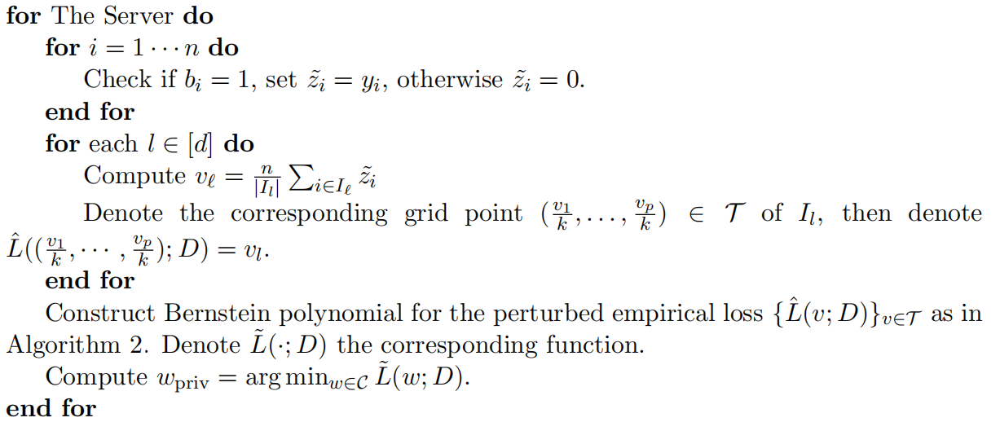 for The Server do
for $i = 1 \cdots n$ do
Check if $b_i = 1$, set $\tilde{z}_i = y_i$, otherwise $\tilde{z}_i = 0$.
end for
for each $l \in [d]$ do
Compute $v_\ell = \frac{n}{|I_l|} \sum_{i \in I_\ell} \tilde{z}_i$
Denote the corresponding grid point $(\frac{v_1}{k}, \ldots, \frac{v_p}{k}) \in \mathcal{T}$ of $I_l$, then denote
$\hat{L}((\frac{v_1}{k}, \cdots, \frac{v_p}{k}); D) = v_l$.
end for
Construct Bernstein polynomial for the perturbed empirical loss $\{\hat{L}(v; D)\}_{v \in \mathcal{T}}$ as in
Algorithm 2. Denote $\tilde{L}(\cdot; D)$ the corresponding function.
Compute $w_{\text{priv}} = \arg\min_{w \in \mathcal{C}} \tilde{L}(w; D)$.
end for